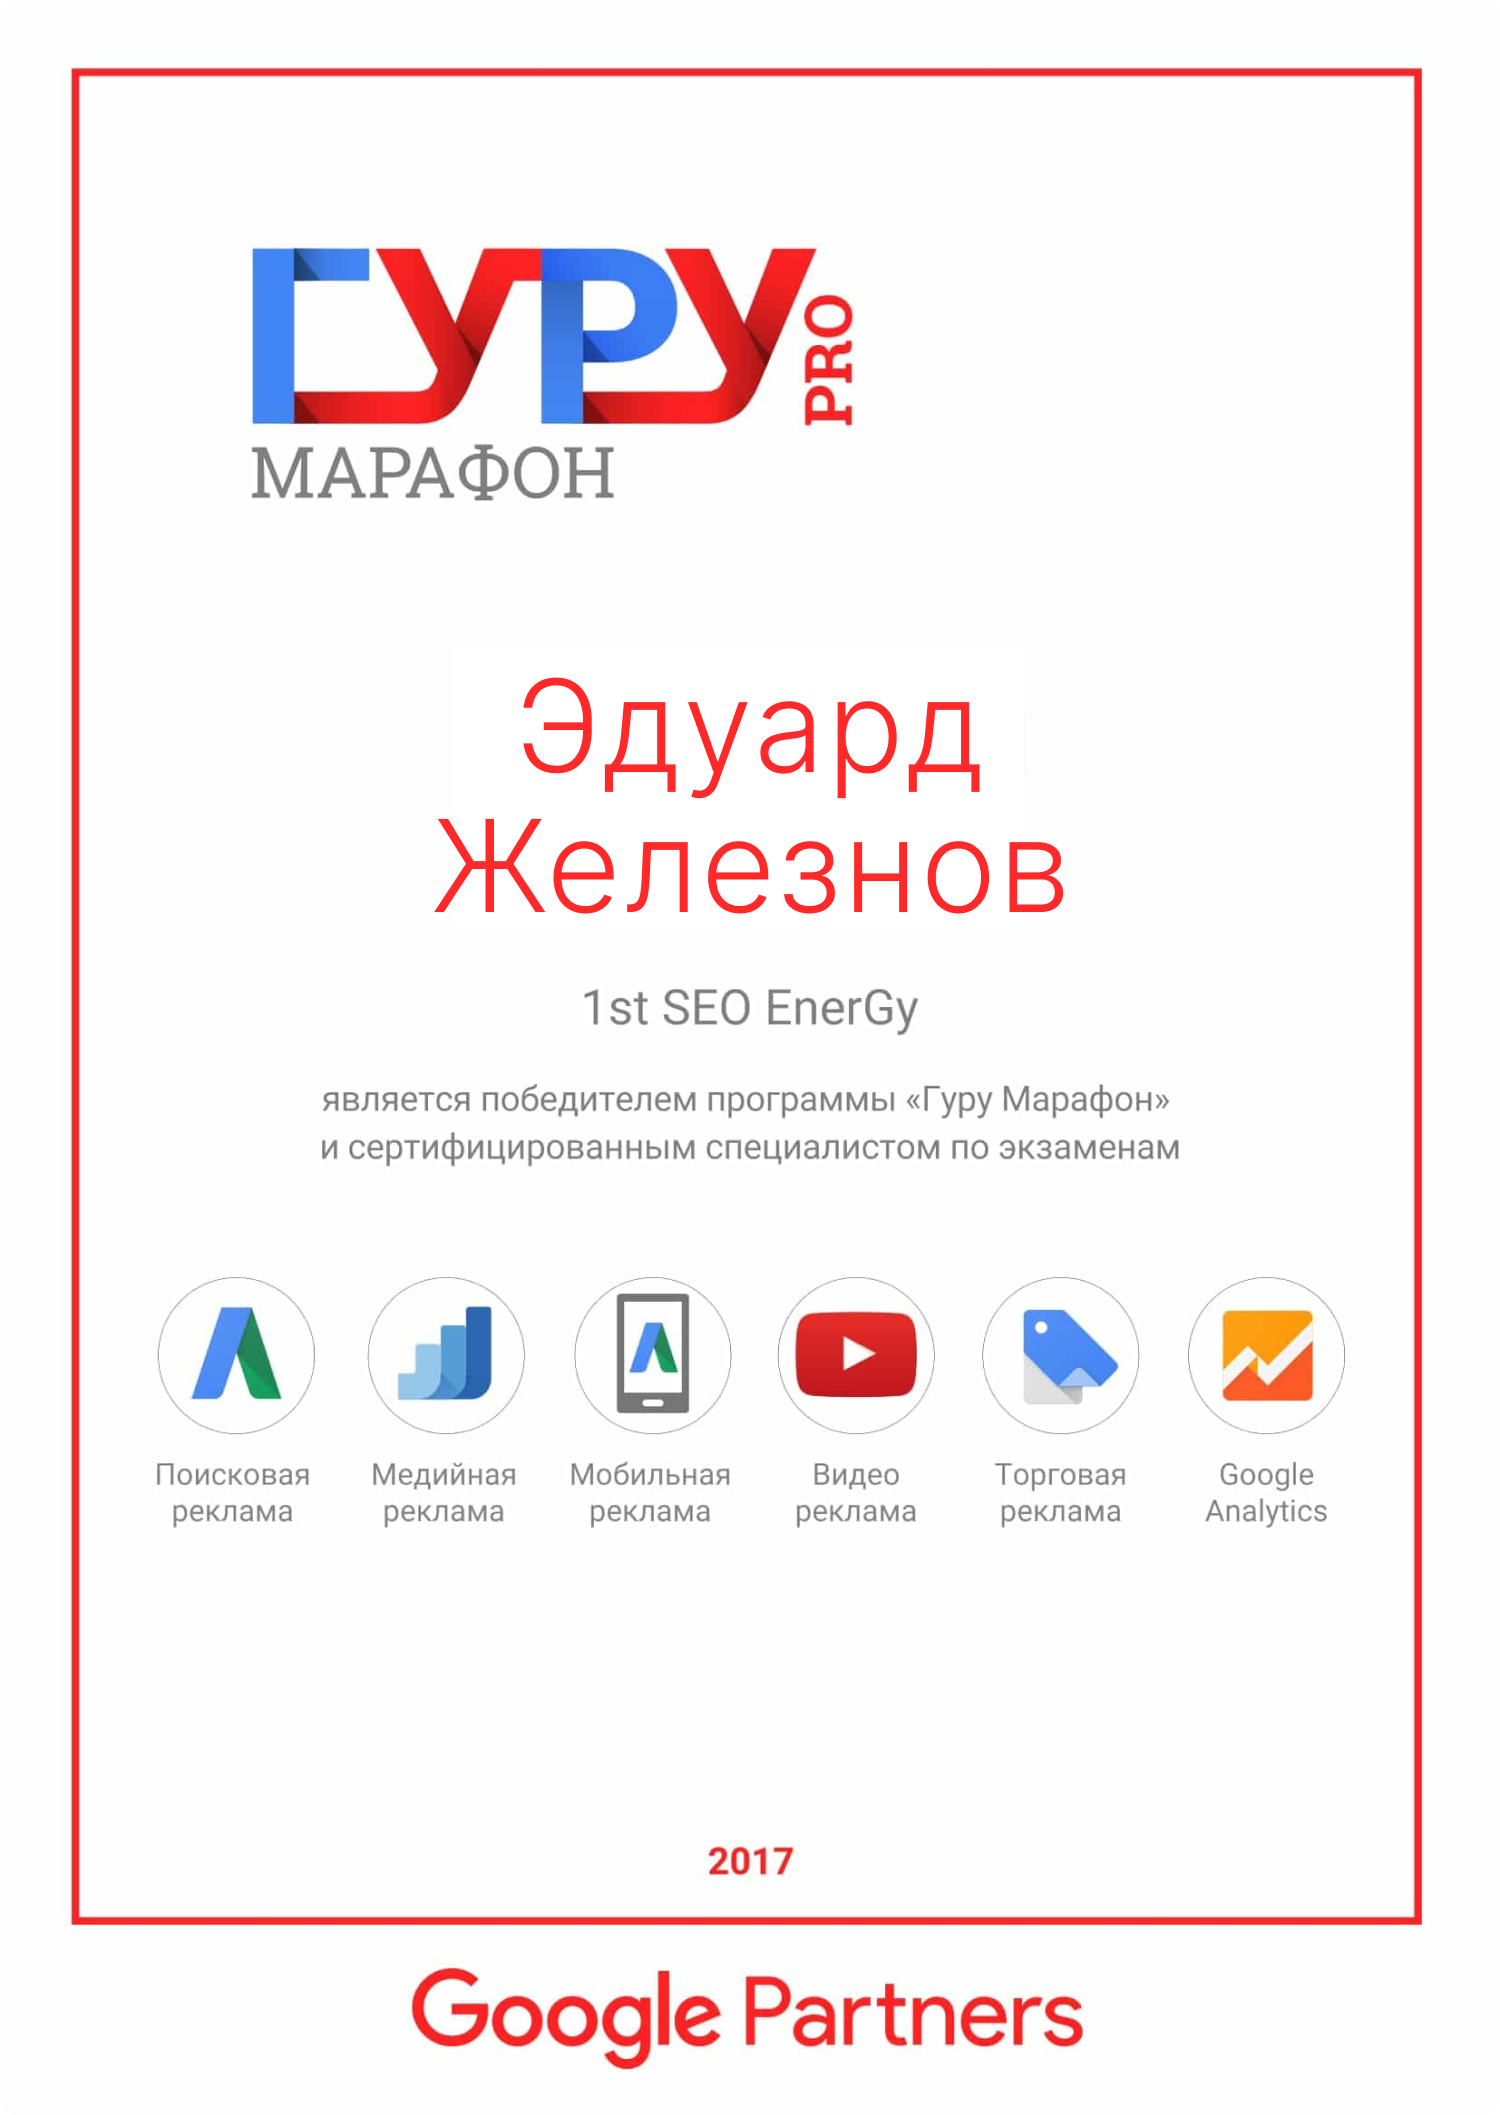 ГУРУ PRO
МАРАФОН
Эдуард
Железнов
1st SEO EnerGy
является победителем программы «Гуру Марафон»
и сертифицированным специалистом по экзаменам
Поисковая реклама
Медийная реклама
Мобильная реклама
Видео реклама
Торговая реклама
Google Analytics
2017
Google Partners